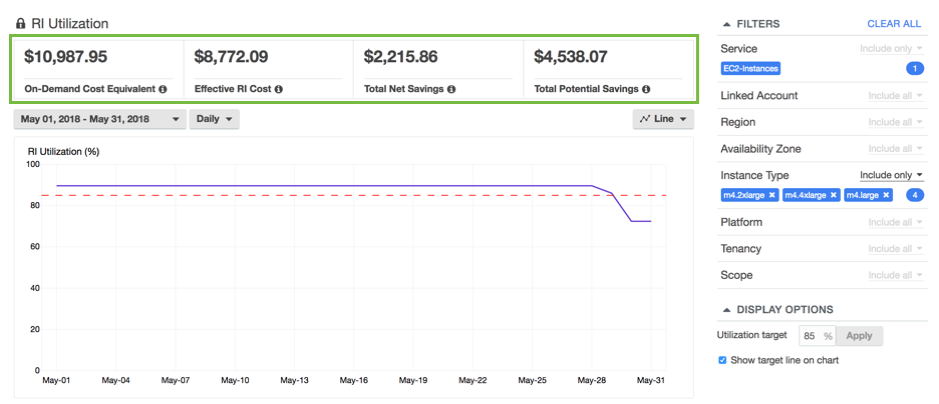 RI Utilization
$10,987.95 $8,772.09 $2,215.86 $4,538.07
On-Demand Cost Equivalent Effective RI Cost Total Net Savings Total Potential Savings
May 01, 2018 - May 31, 2018 Daily Line
RI Utilization (%)
100
80
60
40
20
0
May-01 May-04 May-07 May-10 May-13 May-16 May-19 May-22 May-25 May-28 May-31
FILTERS CLEAR ALL
Service Include only
EC2-Instances 1
Linked Account Include all
Region Include all
Availability Zone Include all
Instance Type Include only
m4.2xlarge × m4.4xlarge × m4.large × 4
Platform Include all
Tenancy Include all
Scope Include all
DISPLAY OPTIONS
Utilization target 85 % Apply
Show target line on chart